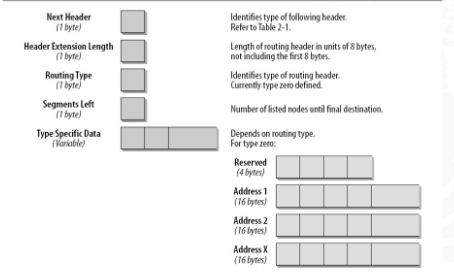 Next Header
(1 byte)
Identifies type of following header.
Refer to Table 2-1.
Header Extension Length
(1 byte)
Length of routing header in units of 8 bytes,
not including the first 8 bytes.
Routing Type
(1 byte)
Identifies type of routing header.
Currently type zero defined.
Segments Left
(1 byte)
Number of listed nodes until final destination.
Type Specific Data
(Variable)
Depends on routing type.
For type zero:
Reserved
(4 bytes)
Address 1
(16 bytes)
Address 2
(16 bytes)
Address X
(16 bytes)